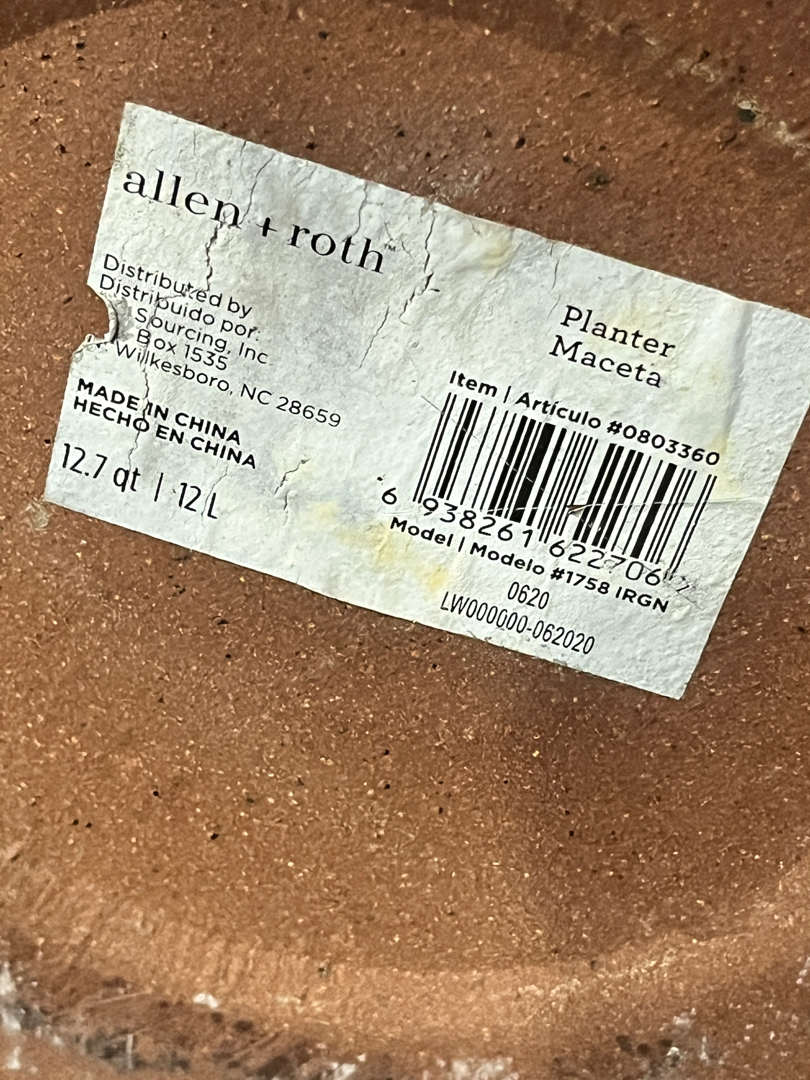 allen + roth™
Distributed by
Distribuido por:
Sourcing, Inc
Box 1535
Wilkesboro, NC 28659
MADE IN CHINA
HECHO EN CHINA
12.7 qt | 12 L
Planter
Maceta
Item | Artículo #0803360
6 938261 622706
Model | Modelo #1758 IRGN
0620
LW000000-062020